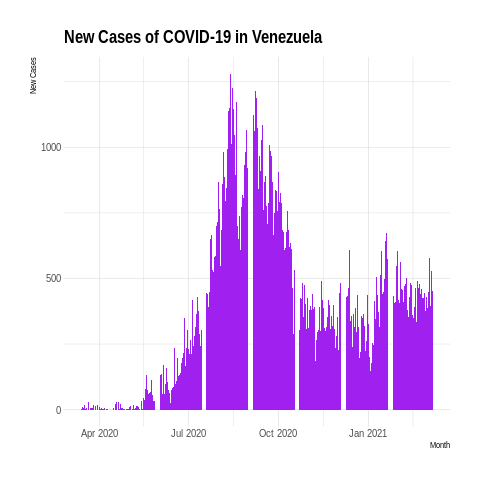 New Cases of COVID-19 in Venezuela
New Cases
1000
500
0
Apr 2020 Jul 2020 Oct 2020 Jan 2021
Month